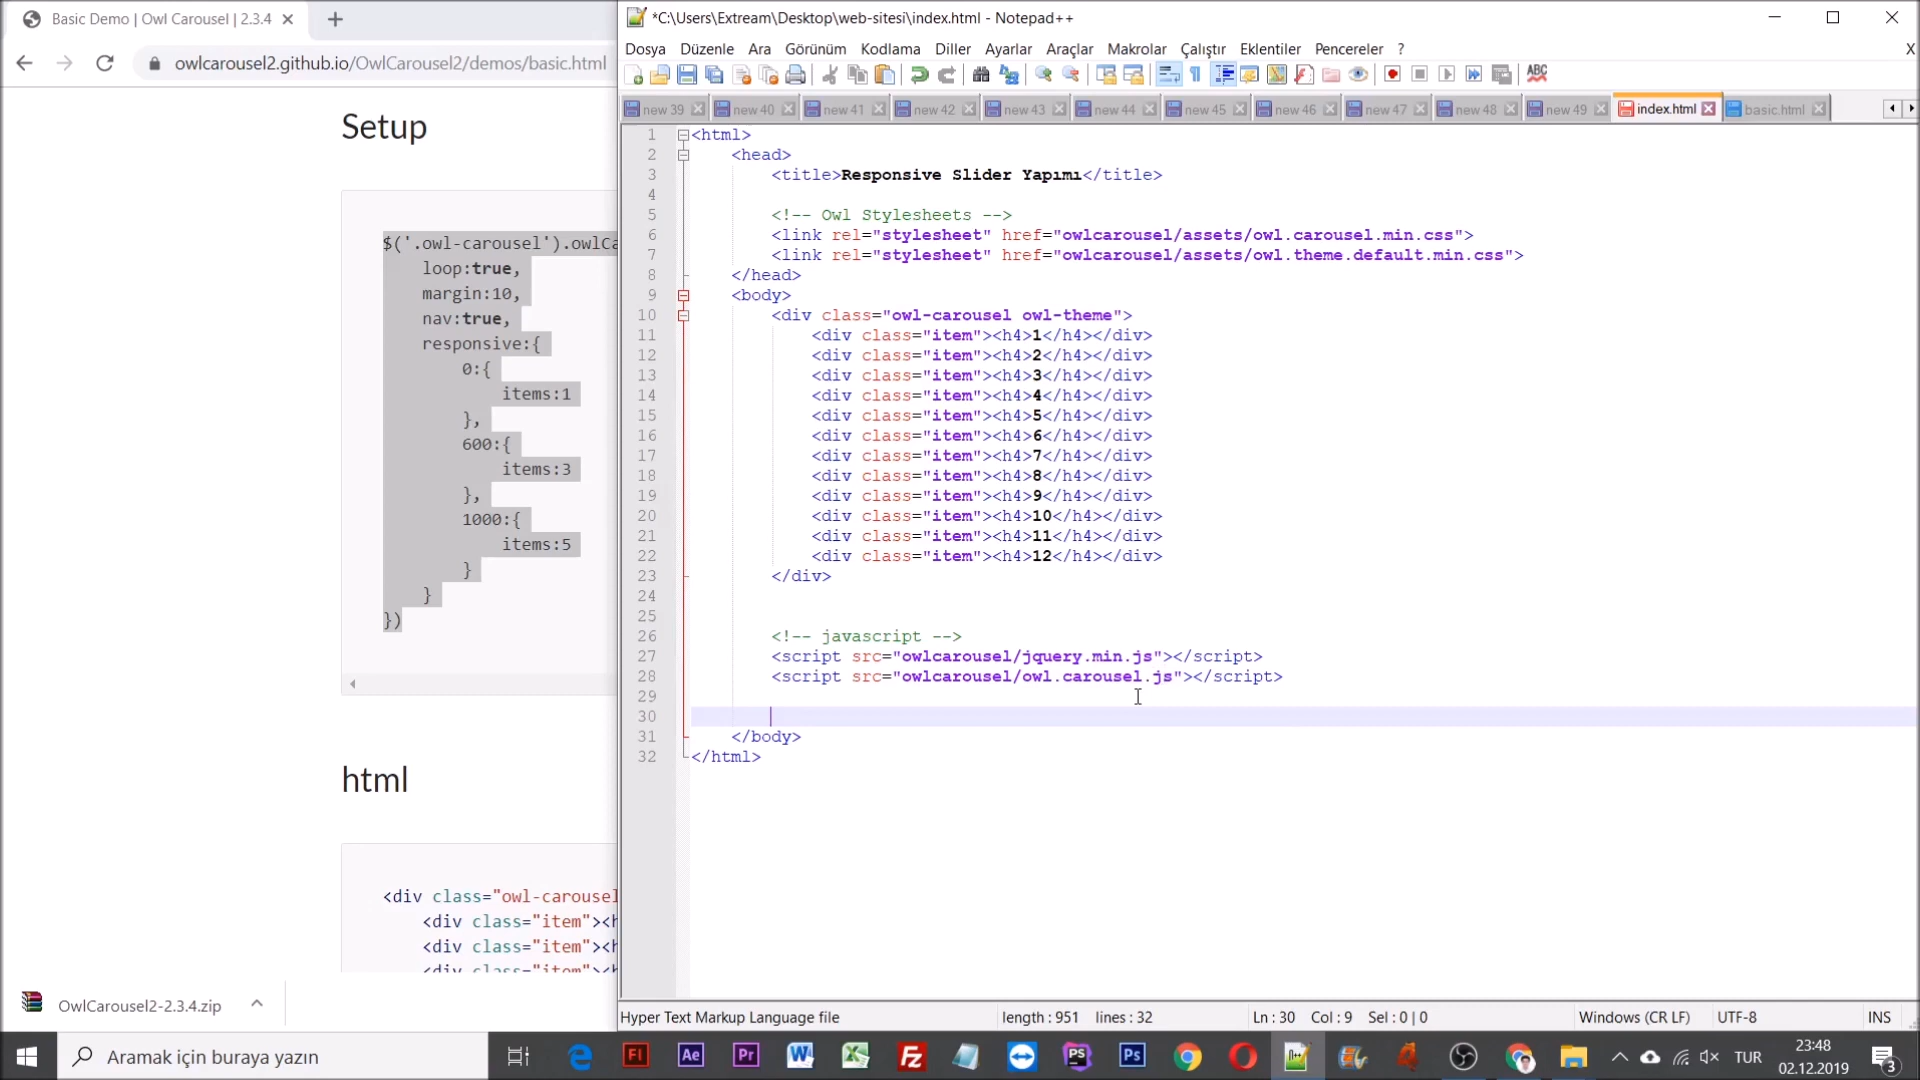 Basic Demo | Owl Carousel | 2.3.4
owlcarousel2.github.io/OwlCarousel2/demos/basic.html
Setup
$('.owl-carousel').owlCa
loop:true,
margin:10,
nav:true,
responsive:{
0:{
items:1
},
600:{
items:3
},
1000:{
items:5
}
}
})
html
<div class="owl-carousel
<div class="item"><h
<div class="item"><h
<div class="item"><h
OwlCarousel2-2.3.4.zip
*C:\Users\Extream\Desktop\web-sitesi\index.html - Notepad++
Dosya Düzenle Ara Görünüm Kodlama Diller Ayarlar Araçlar Makrolar Çalıştır Eklentiler Pencereler ? X
new 39 new 40 new 41 new 42 new 43 new 44 new 45 new 46 new 47 new 48 new 49 index.html basic.html
1 <html>
2 <head>
3 <title>Responsive Slider Yapımı</title>
4
5 <!-- Owl Stylesheets -->
6 <link rel="stylesheet" href="owlcarousel/assets/owl.carousel.min.css">
7 <link rel="stylesheet" href="owlcarousel/assets/owl.theme.default.min.css">
8 </head>
9 <body>
10 <div class="owl-carousel owl-theme">
11 <div class="item"><h4>1</h4></div>
12 <div class="item"><h4>2</h4></div>
13 <div class="item"><h4>3</h4></div>
14 <div class="item"><h4>4</h4></div>
15 <div class="item"><h4>5</h4></div>
16 <div class="item"><h4>6</h4></div>
17 <div class="item"><h4>7</h4></div>
18 <div class="item"><h4>8</h4></div>
19 <div class="item"><h4>9</h4></div>
20 <div class="item"><h4>10</h4></div>
21 <div class="item"><h4>11</h4></div>
22 <div class="item"><h4>12</h4></div>
23 </div>
24
25
26 <!-- javascript -->
27 <script src="owlcarousel/jquery.min.js"></script>
28 <script src="owlcarousel/owl.carousel.js"></script>
29
30
31 </body>
32 </html>
Hyper Text Markup Language file length : 951 lines : 32 Ln : 30 Col : 9 Sel : 0 | 0 Windows (CR LF) UTF-8 INS
Aramak için buraya yazın
TUR
23:48
02.12.2019
3